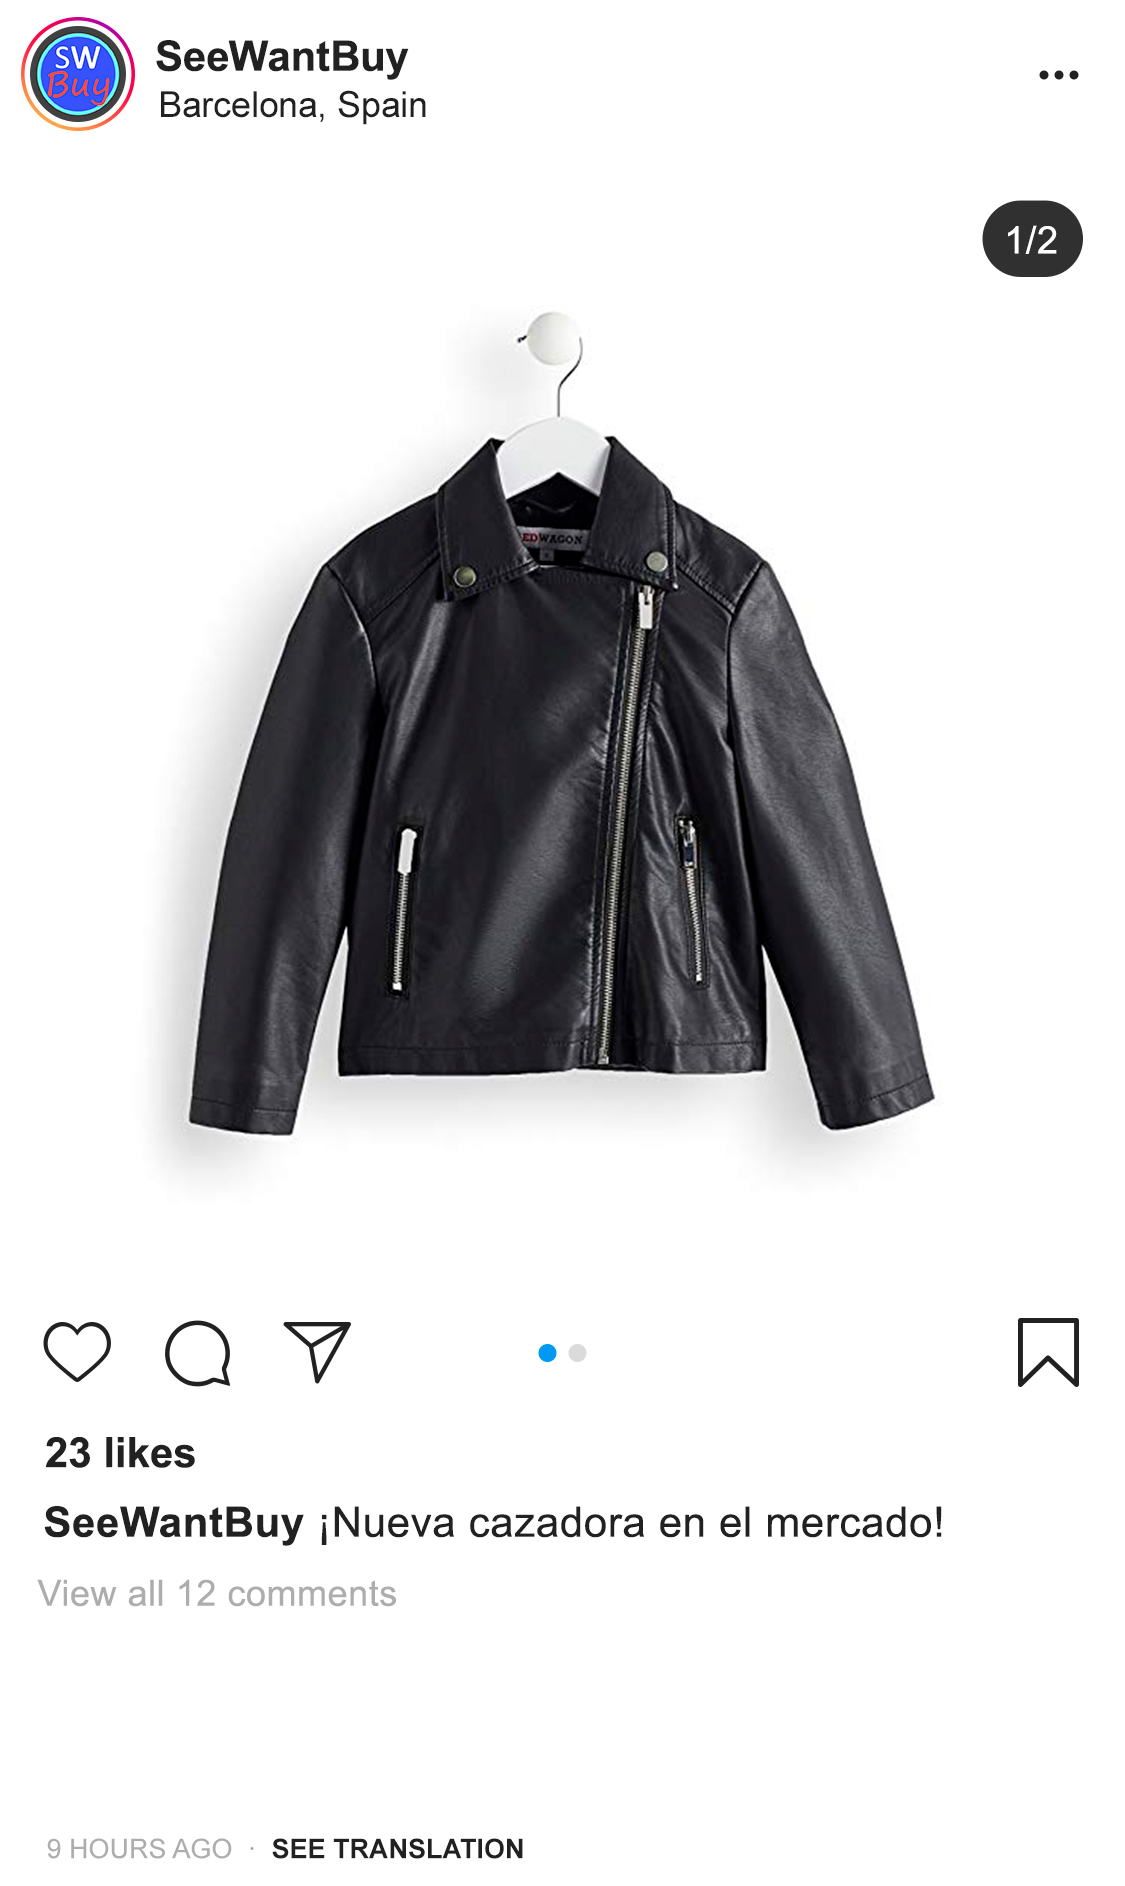 SW
Buy
SeeWantBuy
Barcelona, Spain
1/2
EDWAGON
23 likes
SeeWantBuy ¡Nueva cazadora en el mercado!
View all 12 comments
9 HOURS AGO · SEE TRANSLATION